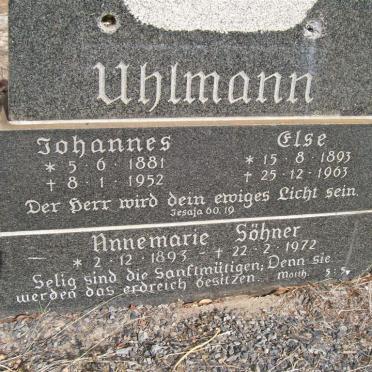 Uhlmann
Johannes Else
* 5 · 6 · 1881 * 15 · 8 · 1893
† 8 · 1 · 1952 † 25 · 12 · 1963
Der Herr wird dein ewiges Licht sein.
Jesaja 60. 19.
Annemarie Söhner
* 2 · 12 · 1893 - † 22 · 2 · 1972
Selig sind die Sanftmütigen; Denn sie
werden das erdreich besitzen. Matth. 5:5